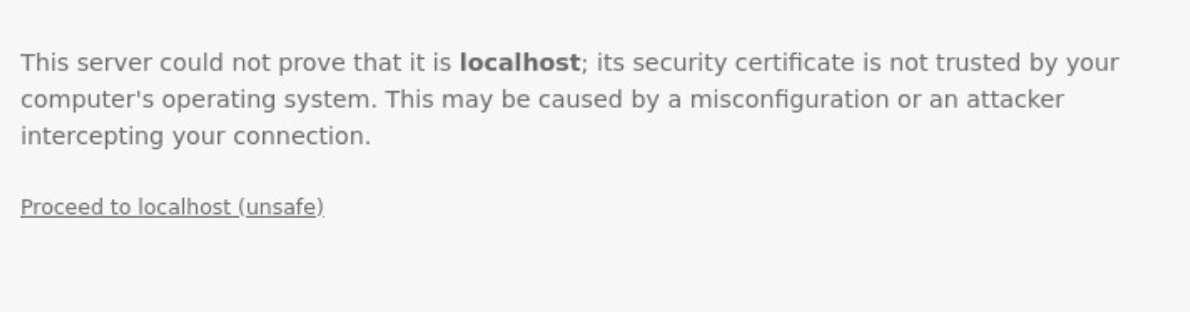 This server could not prove that it is localhost; its security certificate is not trusted by your
computer's operating system. This may be caused by a misconfiguration or an attacker
intercepting your connection.
Proceed to localhost (unsafe)